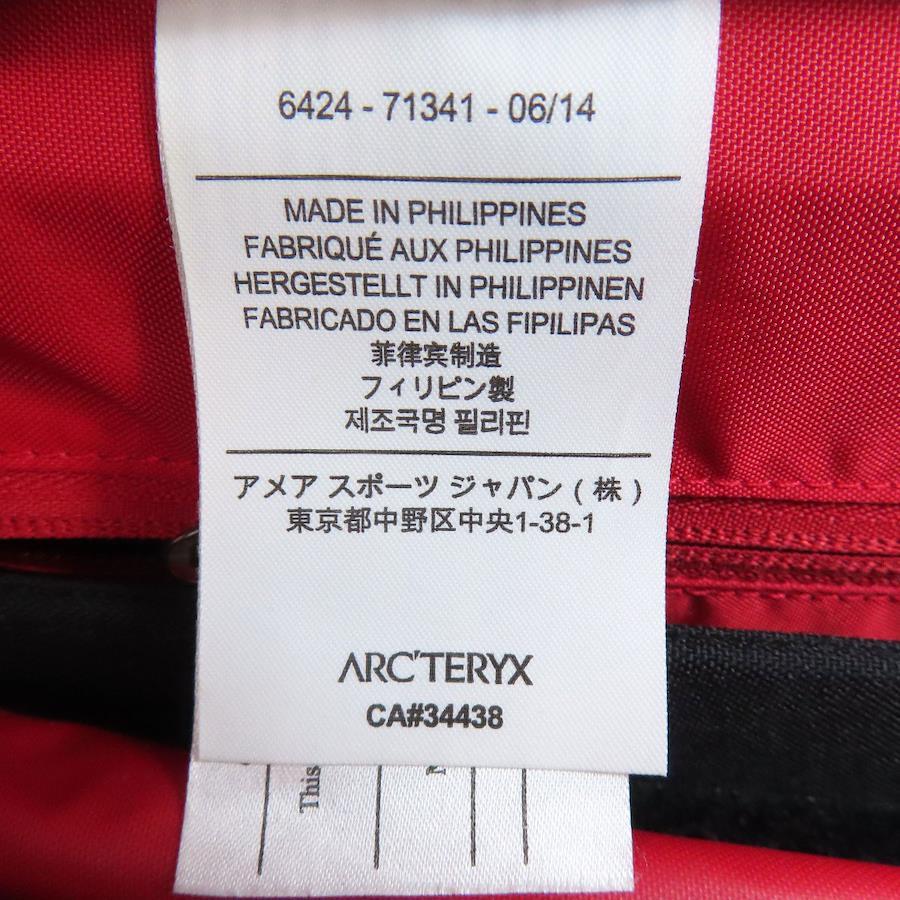 6424 - 71341 - 06/14
MADE IN PHILIPPINES
FABRIQUÉ AUX PHILIPPINES
HERGESTELLT IN PHILIPPINEN
FABRICADO EN LAS FIPILIPAS
菲律宾制造
フィリピン製
제조국명 필리핀
アメア スポーツ ジャパン ( 株 )
東京都中野区中央1-38-1
ARC'TERYX
CA#34438
This